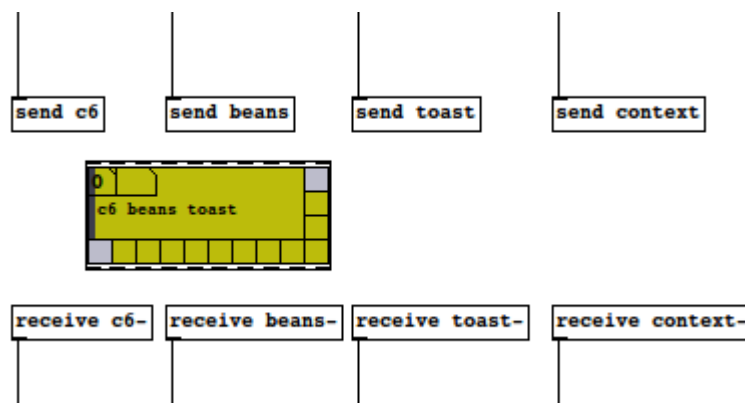 send c6
send beans
send toast
send context
0
c6 beans toast
receive c6-
receive beans-
receive toast-
receive context-